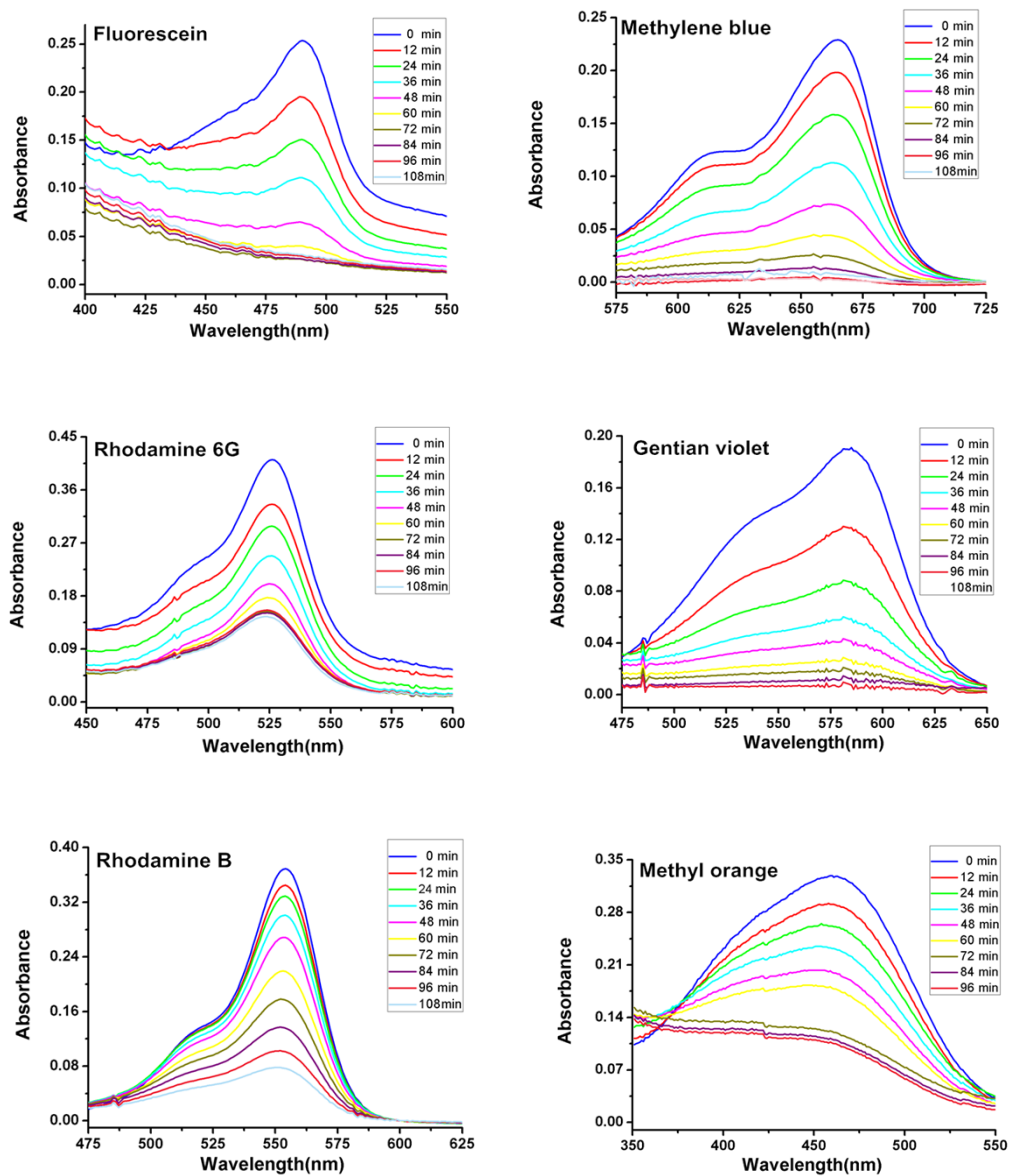 Fluorescein
0 min
12 min
24 min
36 min
48 min
60 min
72 min
84 min
96 min
108min
0.25
0.20
0.15
0.10
0.05
0.00
Absorbance
400 425 450 475 500 525 550
Wavelength(nm)
Methylene blue
0 min
12 min
24 min
36 min
48 min
60 min
72 min
84 min
96 min
108min
0.25
0.20
0.15
0.10
0.05
0.00
Absorbance
575 600 625 650 675 700 725
Wavelength(nm)
Rhodamine 6G
0 min
12 min
24 min
36 min
48 min
60 min
72 min
84 min
96 min
108min
0.45
0.36
0.27
0.18
0.09
0.00
Absorbance
450 475 500 525 550 575 600
Wavelength(nm)
Gentian violet
0 min
12 min
24 min
36 min
48 min
60 min
72 min
84 min
96 min
108min
0.20
0.16
0.12
0.08
0.04
0.00
Absorbance
475 500 525 550 575 600 625 650
Wavelength(nm)
Rhodamine B
0 min
12 min
24 min
36 min
48 min
60 min
72 min
84 min
96 min
108min
0.40
0.32
0.24
0.16
0.08
0.00
Absorbance
475 500 525 550 575 600 625
Wavelength(nm)
Methyl orange
0 min
12 min
24 min
36 min
48 min
60 min
72 min
84 min
96 min
0.35
0.28
0.21
0.14
0.07
0.00
Absorbance
350 400 450 500 550
Wavelength(nm)